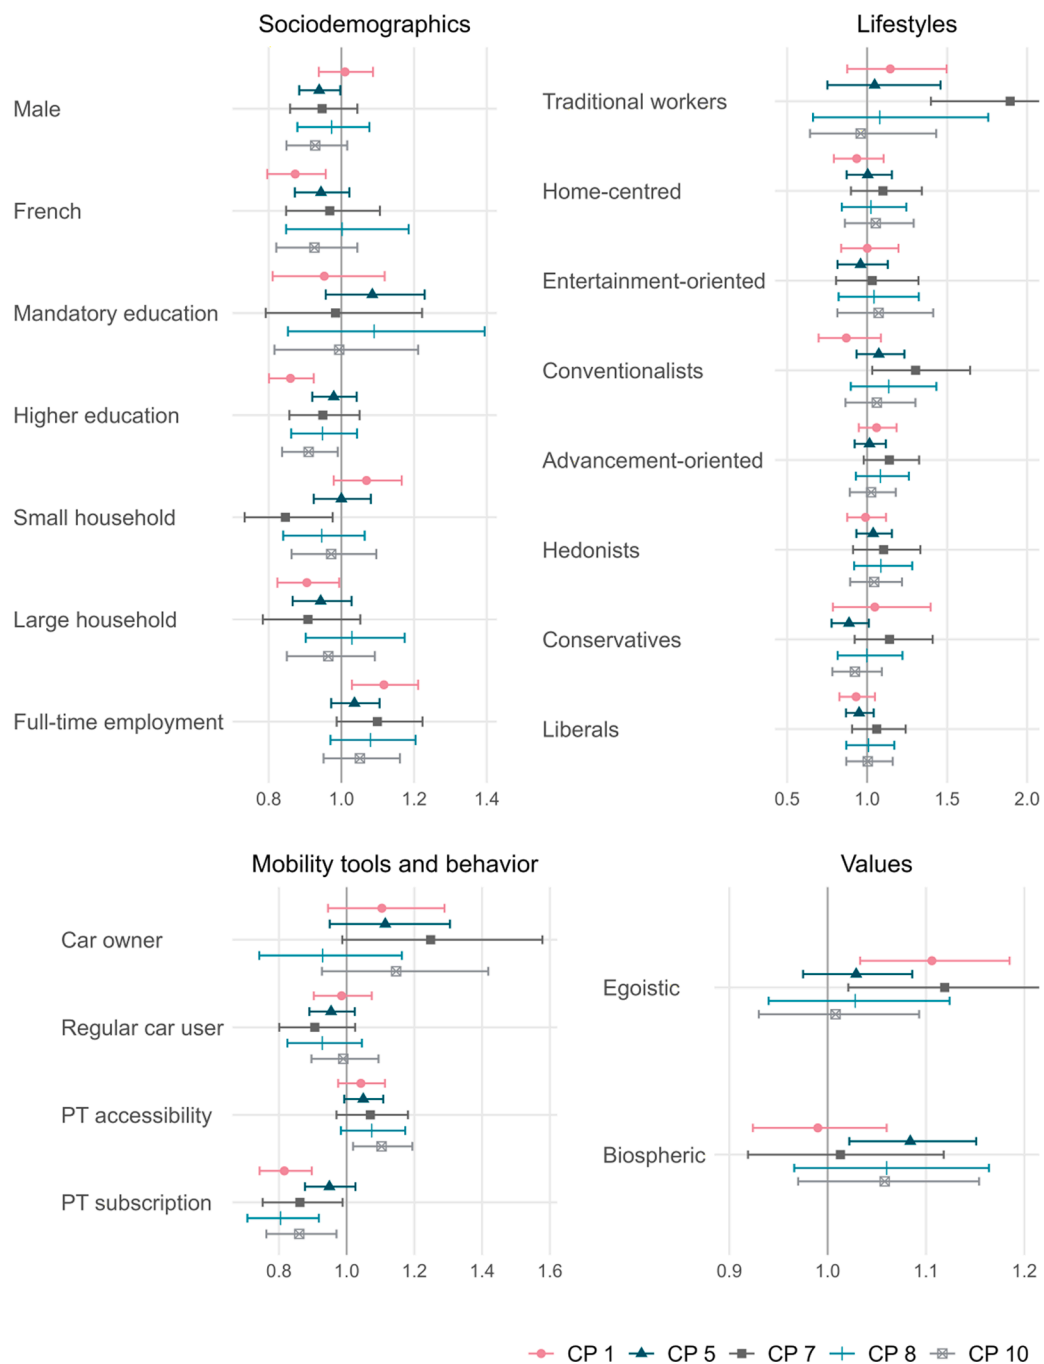 Sociodemographics
Male
French
Mandatory education
Higher education
Small household
Large household
Full-time employment
0.8 1.0 1.2 1.4
Lifestyles
Traditional workers
Home-centred
Entertainment-oriented
Conventionalists
Advancement-oriented
Hedonists
Conservatives
Liberals
0.5 1.0 1.5 2.0
Mobility tools and behavior
Car owner
Regular car user
PT accessibility
PT subscription
0.8 1.0 1.2 1.4 1.6
Values
Egoistic
Biospheric
0.9 1.0 1.1 1.2
CP 1 CP 5 CP 7 CP 8 CP 10